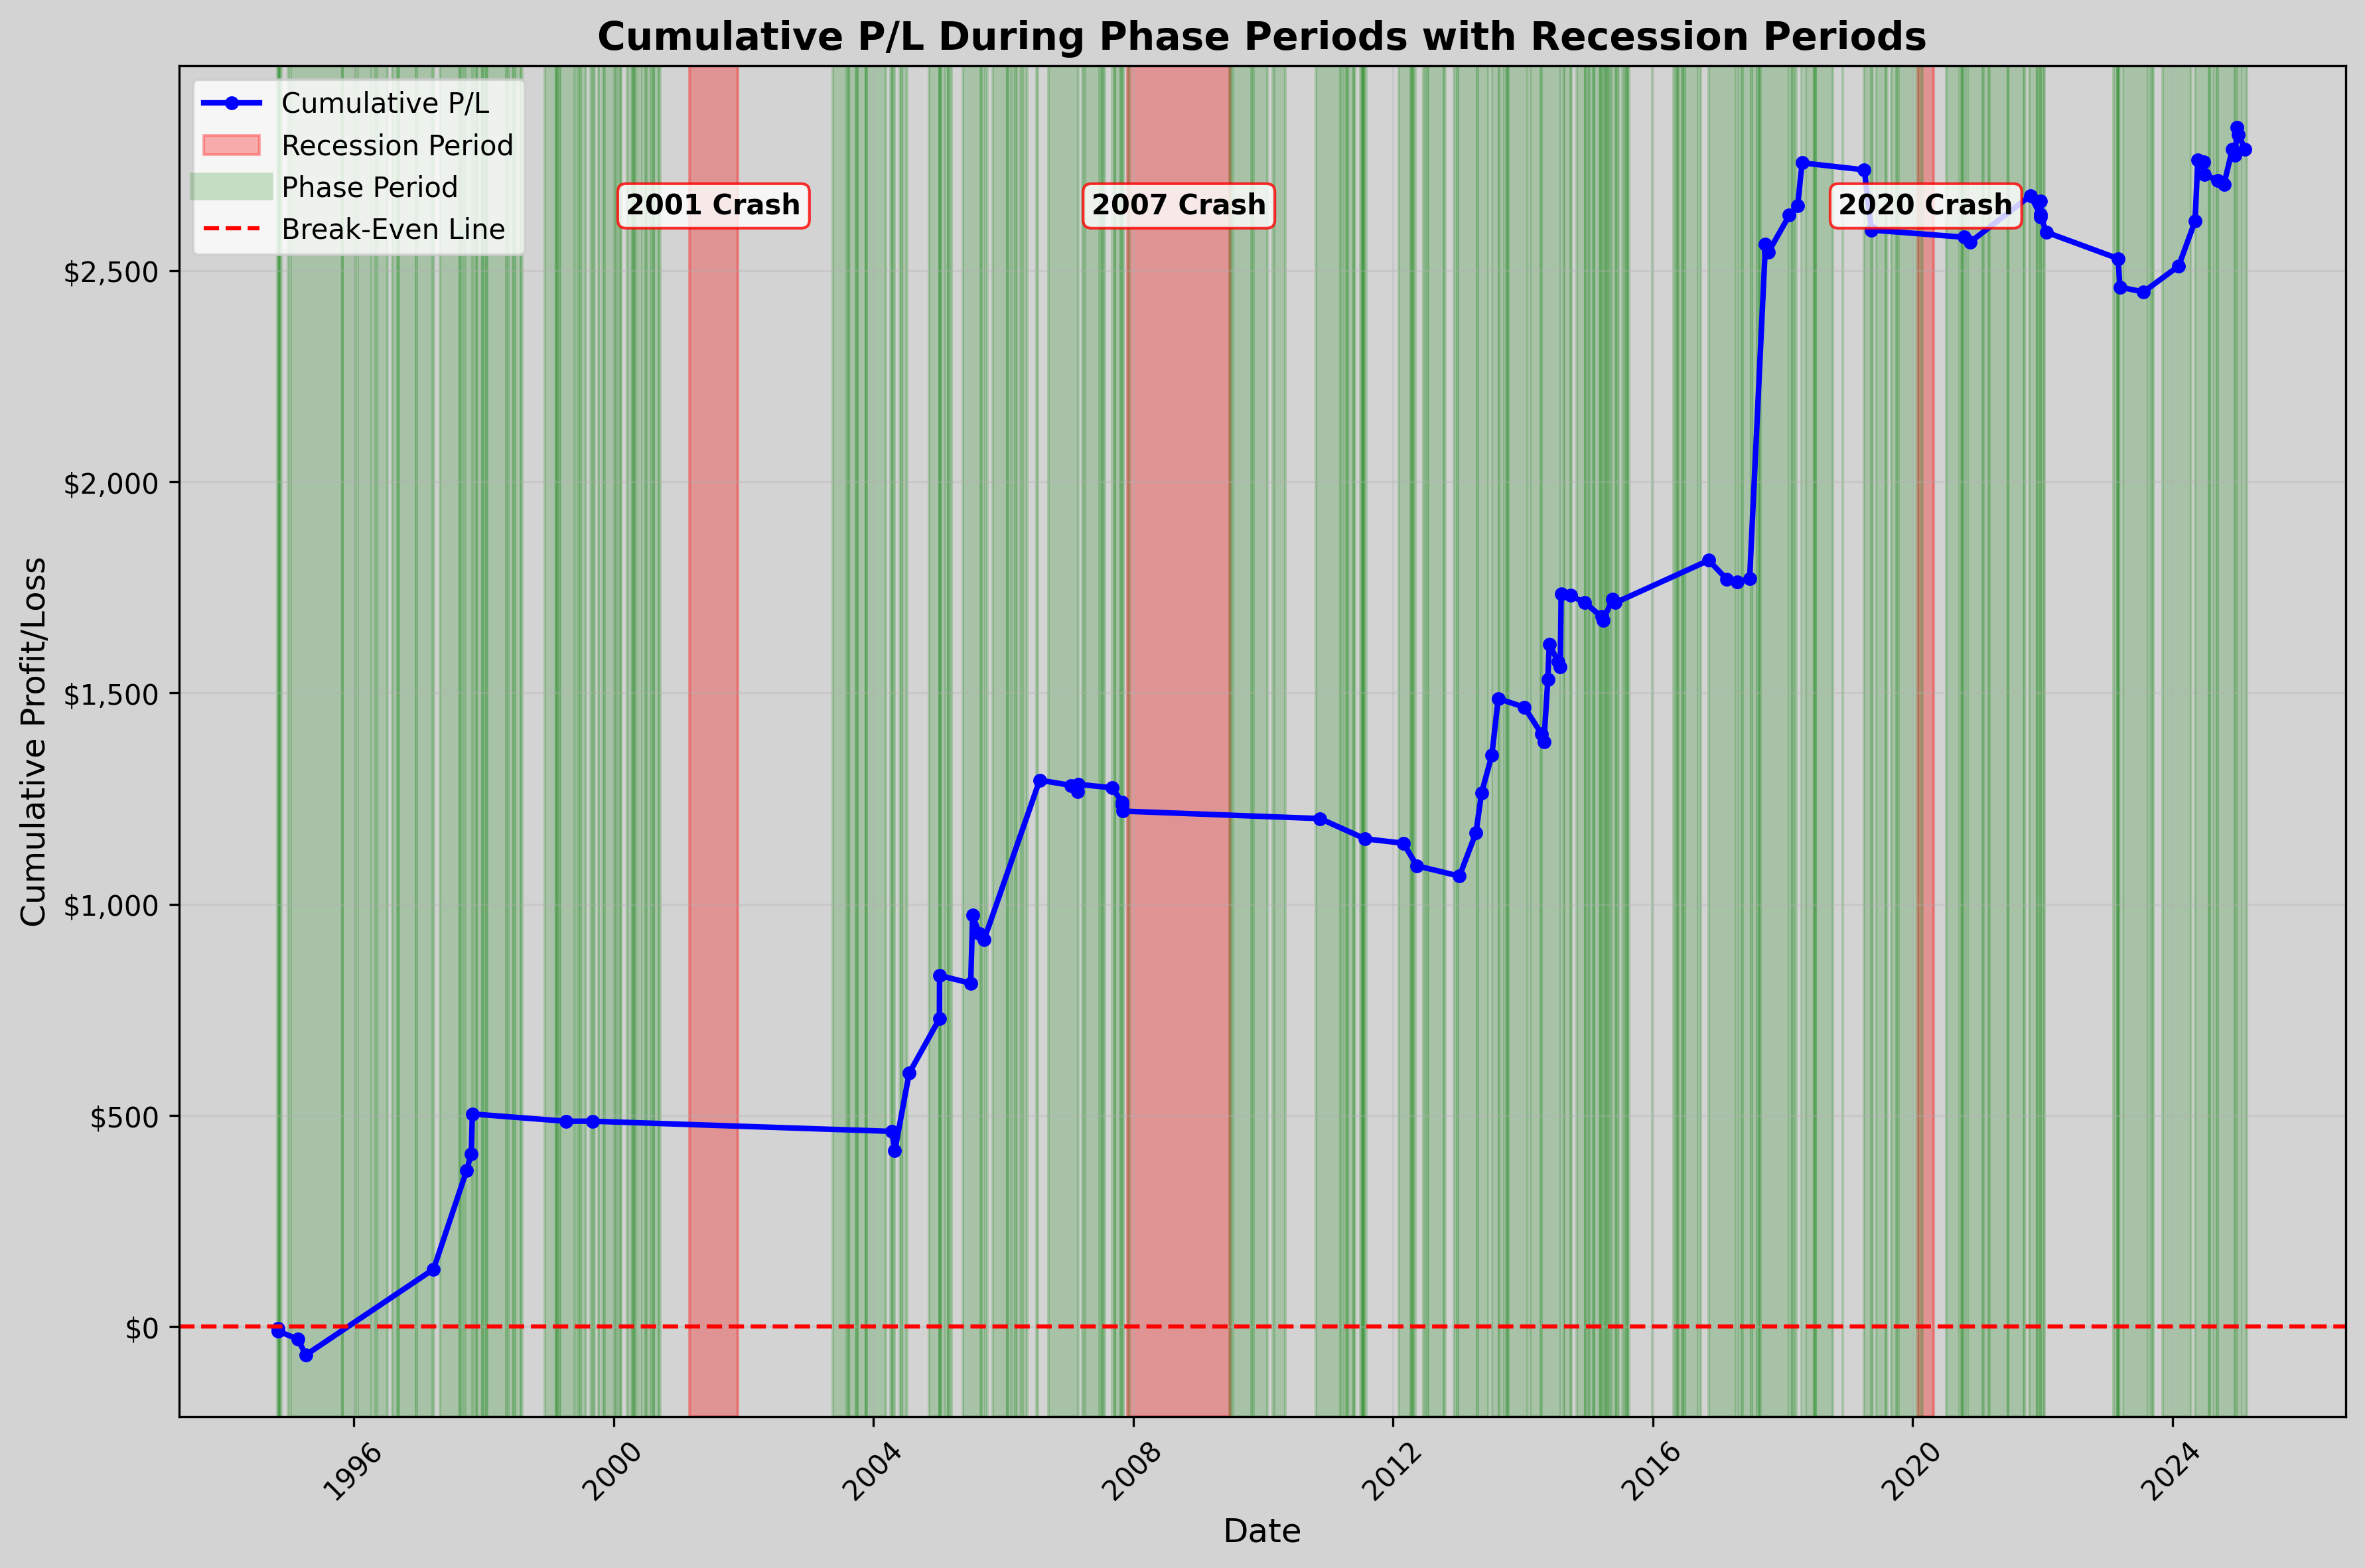 Cumulative P/L During Phase Periods with Recession Periods
Cumulative P/L
Recession Period
Phase Period
Break-Even Line
2001 Crash
2007 Crash
2020 Crash
Cumulative Profit/Loss
$2,500
$2,000
$1,500
$1,000
$500
$0
1996
2000
2004
2008
2012
2016
2020
2024
Date